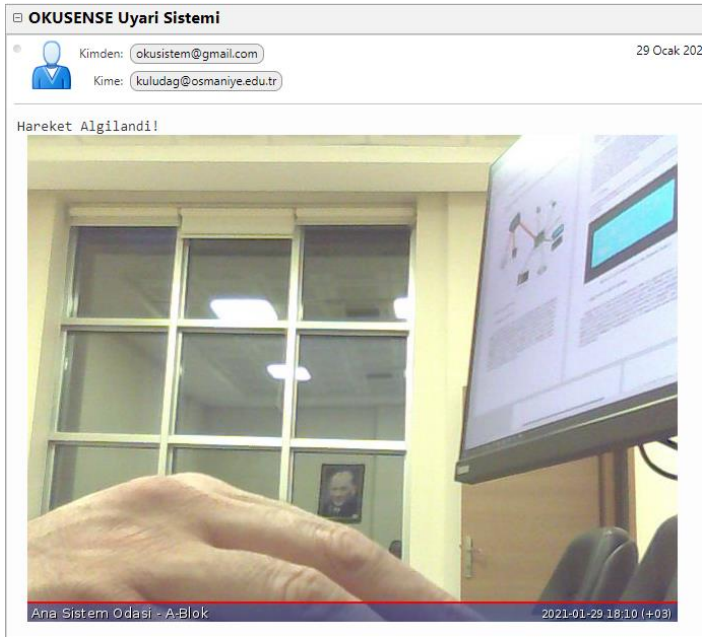 OKUSENSE Uyari Sistemi
Kimden: okusistem@gmail.com
29 Ocak 202
Kime: kuludag@osmaniye.edu.tr
Hareket Algilandi!
Ana Sistem Odasi - A-Blok
2021-01-29 18:10 (+03)